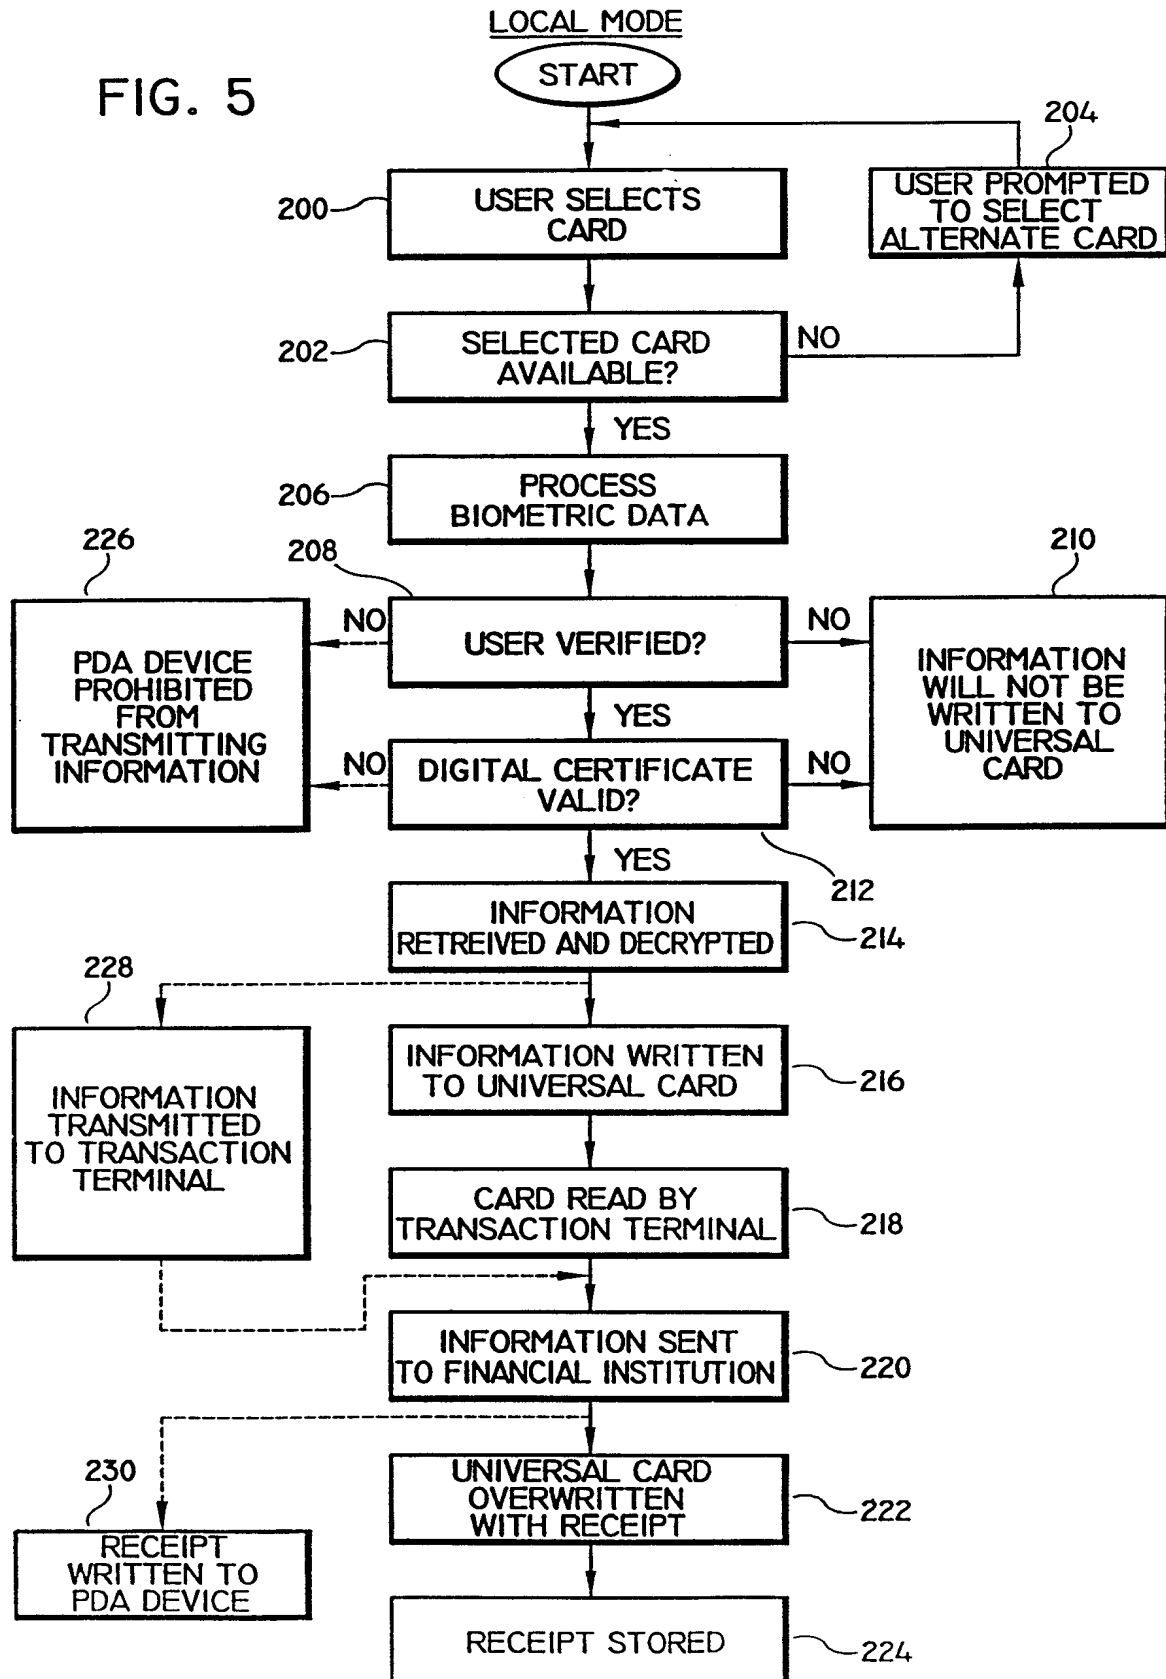 LOCAL MODE
START
FIG. 5
204
200
USER SELECTS
CARD
USER PROMPTED
TO SELECT
ALTERNATE CARD
202
SELECTED CARD
AVAILABLE?
NO
YES
206
PROCESS
BIOMETRIC DATA
226
208
210
NO
USER VERIFIED?
NO
PDA DEVICE
PROHIBITED
FROM
TRANSMITTING
INFORMATION
INFORMATION
WILL NOT BE
WRITTEN TO
UNIVERSAL
CARD
YES
NO
DIGITAL CERTIFICATE
VALID?
NO
YES
212
INFORMATION
RETREIVED AND DECRYPTED
214
228
INFORMATION
TRANSMITTED
TO TRANSACTION
TERMINAL
INFORMATION WRITTEN
TO UNIVERSAL CARD
216
CARD READ BY
TRANSACTION TERMINAL
218
INFORMATION SENT
TO FINANCIAL INSTITUTION
220
230
UNIVERSAL CARD
OVERWRITTEN
WITH RECEIPT
222
RECEIPT
WRITTEN TO
PDA DEVICE
RECEIPT STORED
224